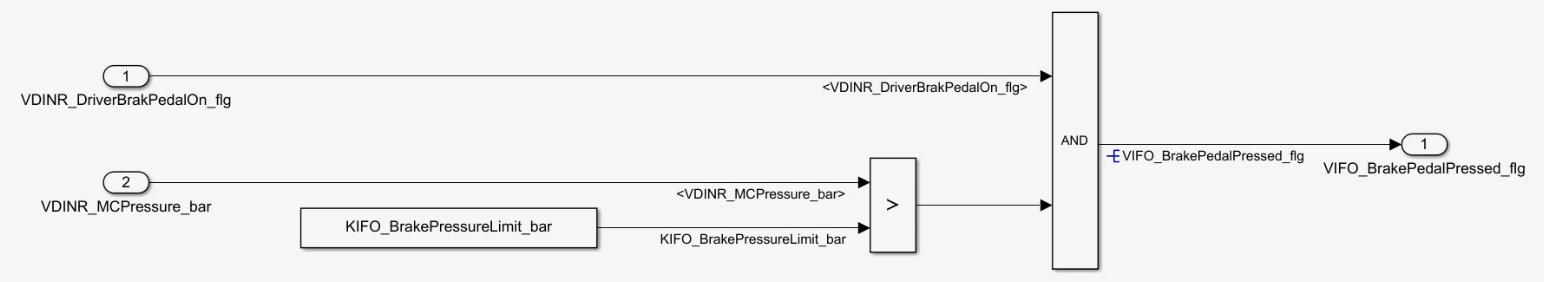 1
VDINR_DriverBrakPedalOn_flg
<VDINR_DriverBrakPedalOn_flg>
2
VDINR_MCPressure_bar
<VDINR_MCPressure_bar>
KIFO_BrakePressureLimit_bar
KIFO_BrakePressureLimit_bar
>
AND
VIFO_BrakePedalPressed_flg
1
VIFO_BrakePedalPressed_flg